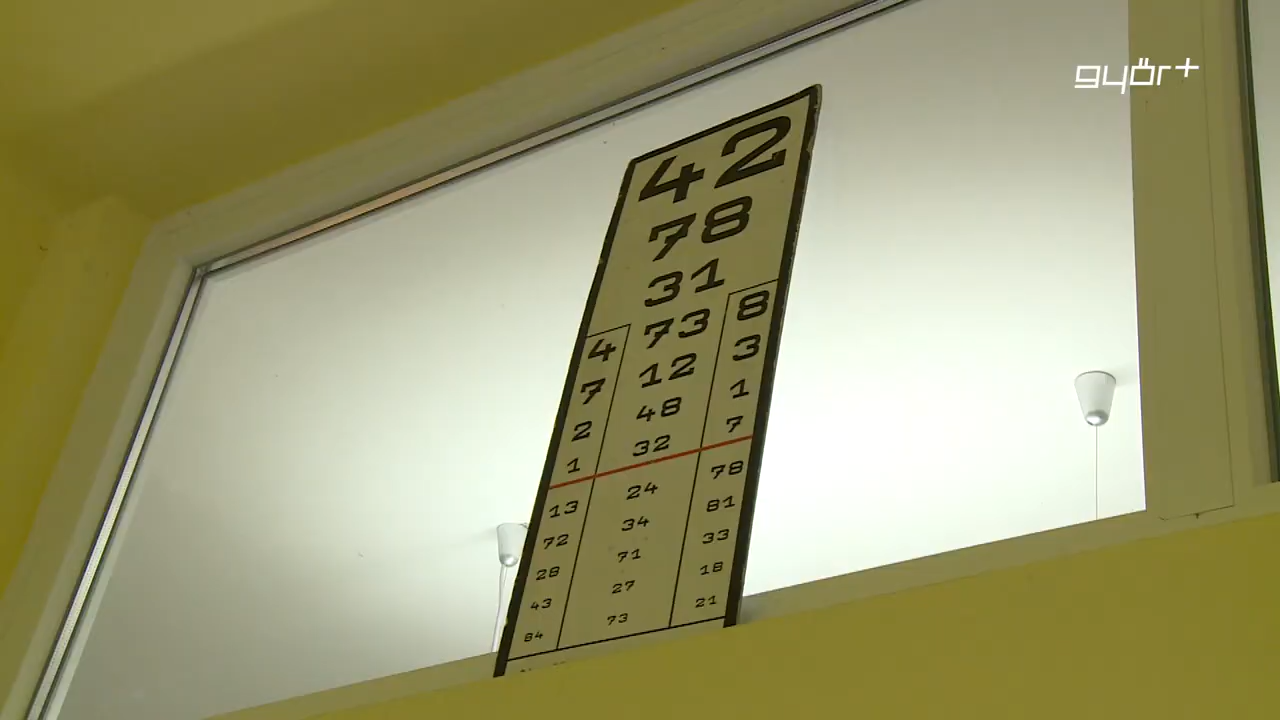 györ+
42
78
31
73 8
4 12 3
7 48 1
2 32 7
1 24 78
13 34 81
72 71 33
28 27 18
43 73 21
84